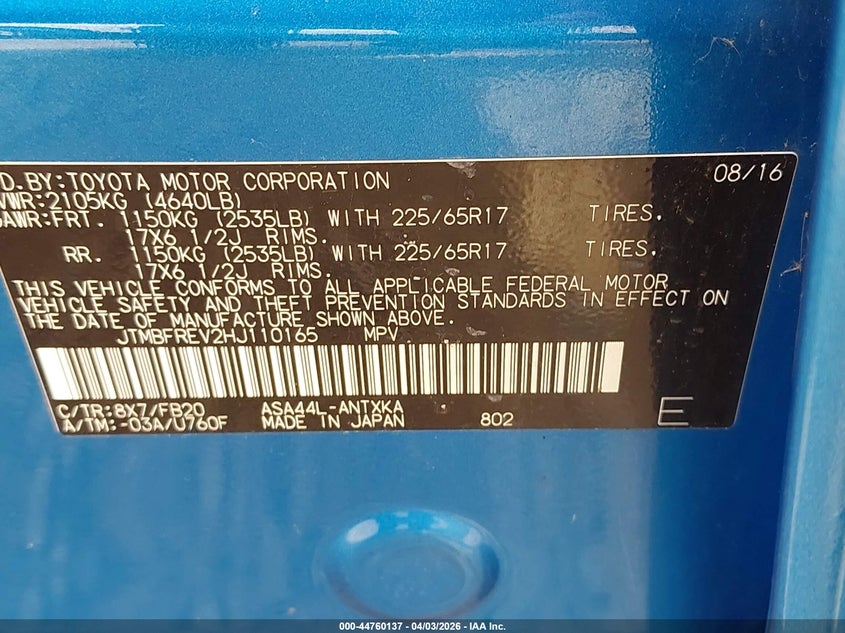 D. BY: TOYOTA MOTOR CORPORATION 08/16
VWR: 2105KG (4640LB)
AWR: FRT. 1150KG (2535LB) WITH 225/65R17 TIRES.
17X6 1/2J RIMS.
RR. 1150KG (2535LB) WITH 225/65R17 TIRES.
17X6 1/2J RIMS.
THIS VEHICLE CONFORMS TO ALL APPLICABLE FEDERAL MOTOR
VEHICLE SAFETY AND THEFT PREVENTION STANDARDS IN EFFECT ON
THE DATE OF MANUFACTURE SHOWN ABOVE.
JTMBFREV2HJ110165 MPV
C/TR: 8X7/FB20 ASA44L-ANTXKA
A/TM: -03A/U760F MADE IN JAPAN 802 E
000-44760137 - 04/03/2026 - IAA Inc.